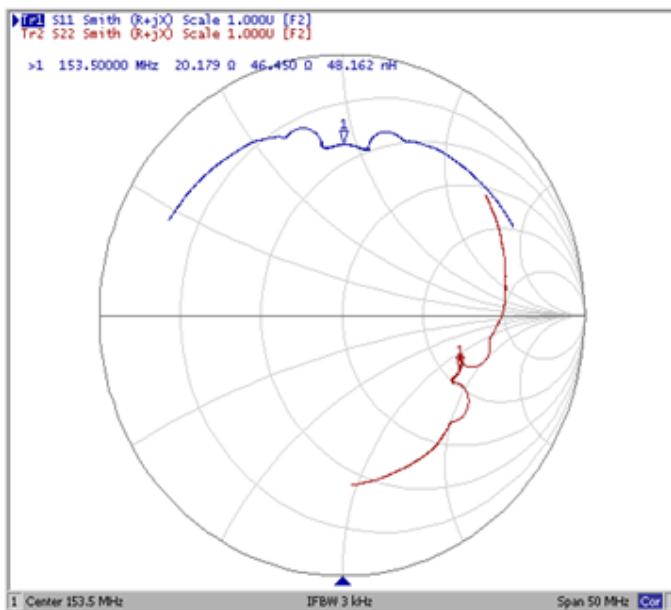 Tr1 S11 Smith (R+jX) Scale 1.000U [F2]
Tr2 S22 Smith (R+jX) Scale 1.000U [F2]
>1 153.50000 MHz 20.179 Ω 46.450 Ω 48.162 nH
1
1
1 Center 153.5 MHz IFBW 3 kHz Span 50 MHz Cor